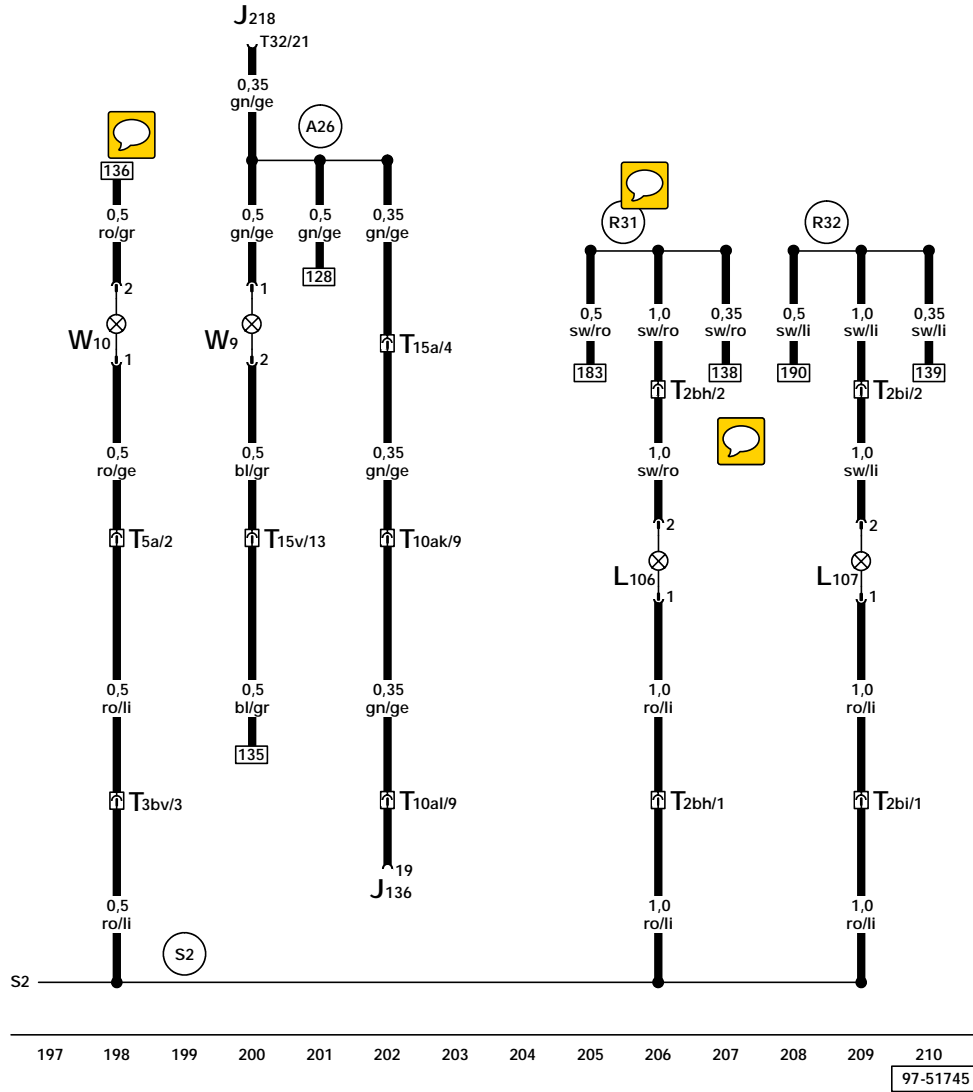 J218
T32/21
0,35
gn/ge
A26
136
0,5
ro/gr
0,5
gn/ge
0,5
gn/ge
0,35
gn/ge
R31
R32
128
2
1
W10
W9
1
2
T15a/4
0,5
sw/ro
1,0
sw/ro
0,35
sw/ro
0,5
sw/li
1,0
sw/li
0,35
sw/li
183
138
190
139
T2bh/2
T2bi/2
0,5
ro/ge
0,5
bl/gr
0,35
gn/ge
1,0
sw/ro
1,0
sw/li
T5a/2
T15v/13
T10ak/9
2
2
L106
L107
1
1
0,5
ro/li
0,5
bl/gr
0,35
gn/ge
1,0
ro/li
1,0
ro/li
135
T3bv/3
T10al/9
T2bh/1
T2bi/1
19
J136
0,5
ro/li
1,0
ro/li
1,0
ro/li
S2
S2
197 198 199 200 201 202 203 204 205 206 207 208 209 210
97-51745